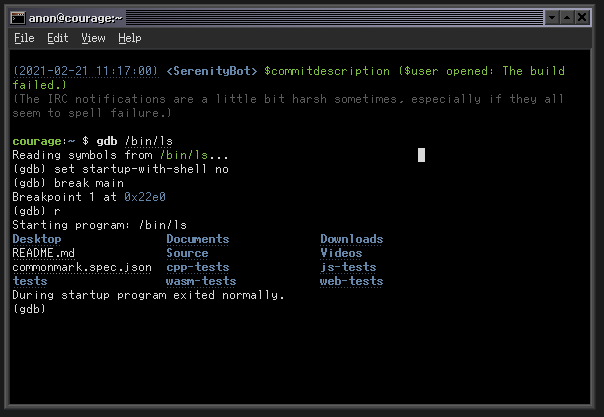 anon@courage:~
File Edit View Help
(2021-02-21 11:17:00) <SerenityBot> $commitdescription ($user opened: The build
failed.)
(The IRC notifications are a little bit harsh sometimes, especially if they all
seem to spell failure.)
courage:~ $ gdb /bin/ls
Reading symbols from /bin/ls...
(gdb) set startup-with-shell no
(gdb) break main
Breakpoint 1 at 0x22e0
(gdb) r
Starting program: /bin/ls
Desktop Documents Downloads
README.md Source Videos
commonmark.spec.json cpp-tests js-tests
tests wasm-tests web-tests
During startup program exited normally.
(gdb)